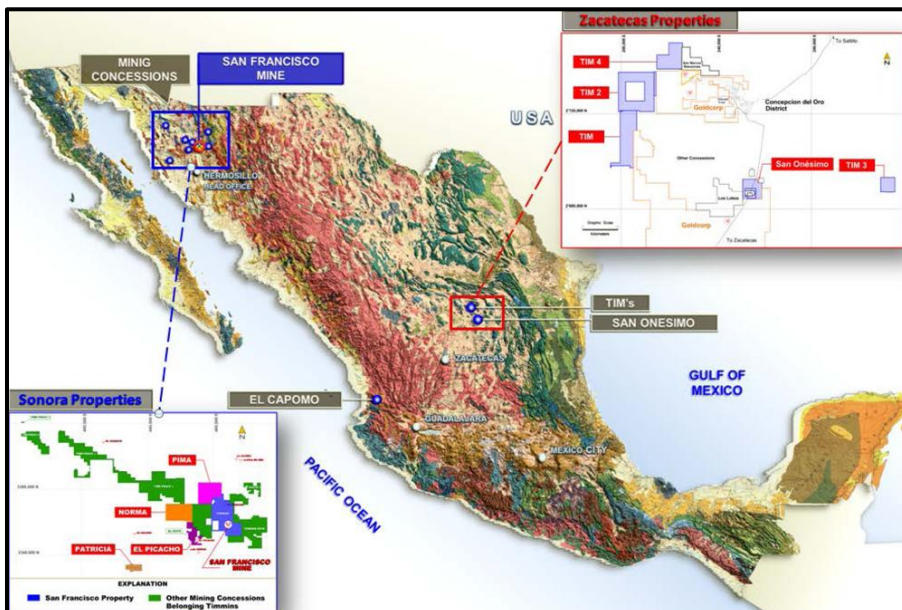 Zacatecas Properties
MINIG
CONCESSIONS
SAN FRANCISCO
MINE
USA
HERMOSILLO
HEAD OFFICE
TIM 4
TIM 2
TIM
To Saltillo
N
Goldcorp
Concepcion del Oro
District
Other Concessions
San Onésimo
TIM 3
Los Lobos
Goldcorp
To Zacatecas
TIM's
SAN ONESIMO
ZACATECAS
EL CAPOMO
GUADALAJARA
MEXICO CITY
GULF OF
MEXICO
PACIFIC OCEAN
Sonora Properties
N
PIMA
NORMA
PATRICIA
EL PICACHO
SAN FRANCISCO
MINE
EXPLANATION
San Francisco Property
Other Mining Concessions
Belonging Timmins